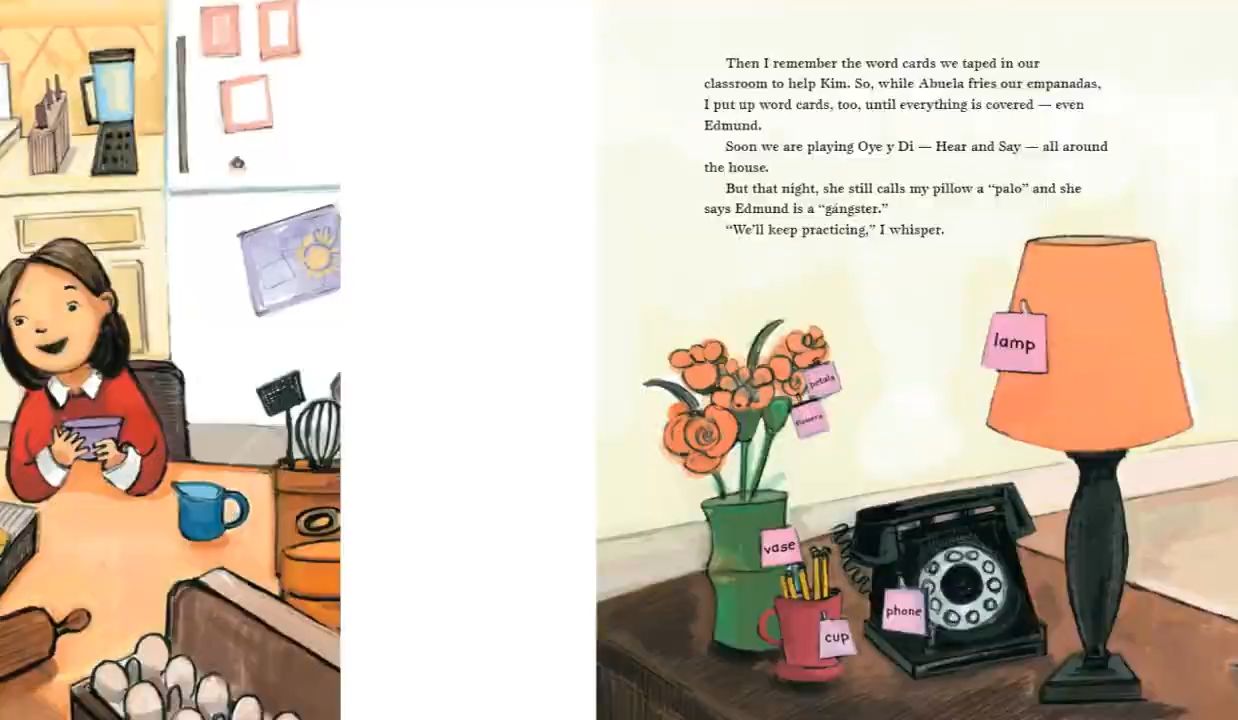 Then I remember the word cards we taped in our
classroom to help Kim. So, while Abuela fries our empanadas,
I put up word cards, too, until everything is covered — even
Edmund.
Soon we are playing Oye y Di — Hear and Say — all around
the house.
But that night, she still calls my pillow a “palo” and she
says Edmund is a “gángster.”
“We’ll keep practicing,” I whisper.
lamp
petals
flowers
vase
phone
cup